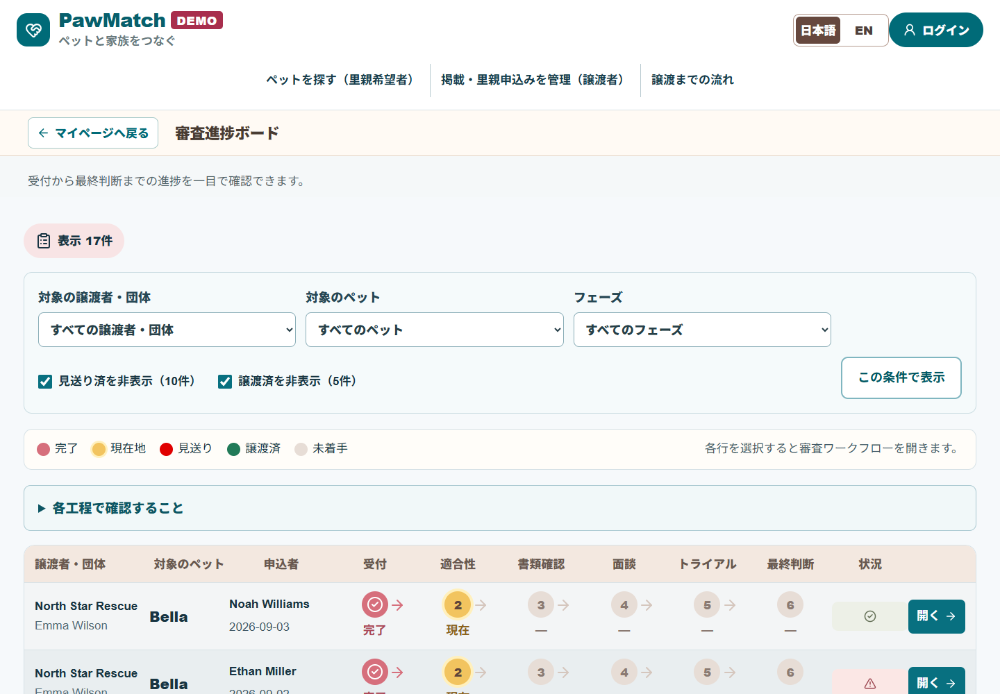 PawMatch DEMO
ペットと家族をつなぐ
日本語 EN ログイン
ペットを探す（里親希望者） 掲載・里親申込みを管理（譲渡者） 譲渡までの流れ
マイページへ戻る 審査進捗ボード
受付から最終判断までの進捗を一目で確認できます。
表示 17件
対象の譲渡者・団体 対象のペット フェーズ
すべての譲渡者・団体 すべてのペット すべてのフェーズ
見送り済を非表示（10件） 譲渡済を非表示（5件） この条件で表示
完了 現在地 見送り 譲渡済 未着手 各行を選択すると審査ワークフローを開きます。
各工程で確認すること
譲渡者・団体 対象のペット 申込者 受付 適合性 書類確認 面談 トライアル 最終判断 状況
North Star Rescue Bella Noah Williams 2 3 4 5 6 開く
Emma Wilson 2026-09-03 完了 現在 — — — —
North Star Rescue Bella Ethan Miller 2 3 4 5 6 開く
Emma Wilson 2026-09-02 完了 現在